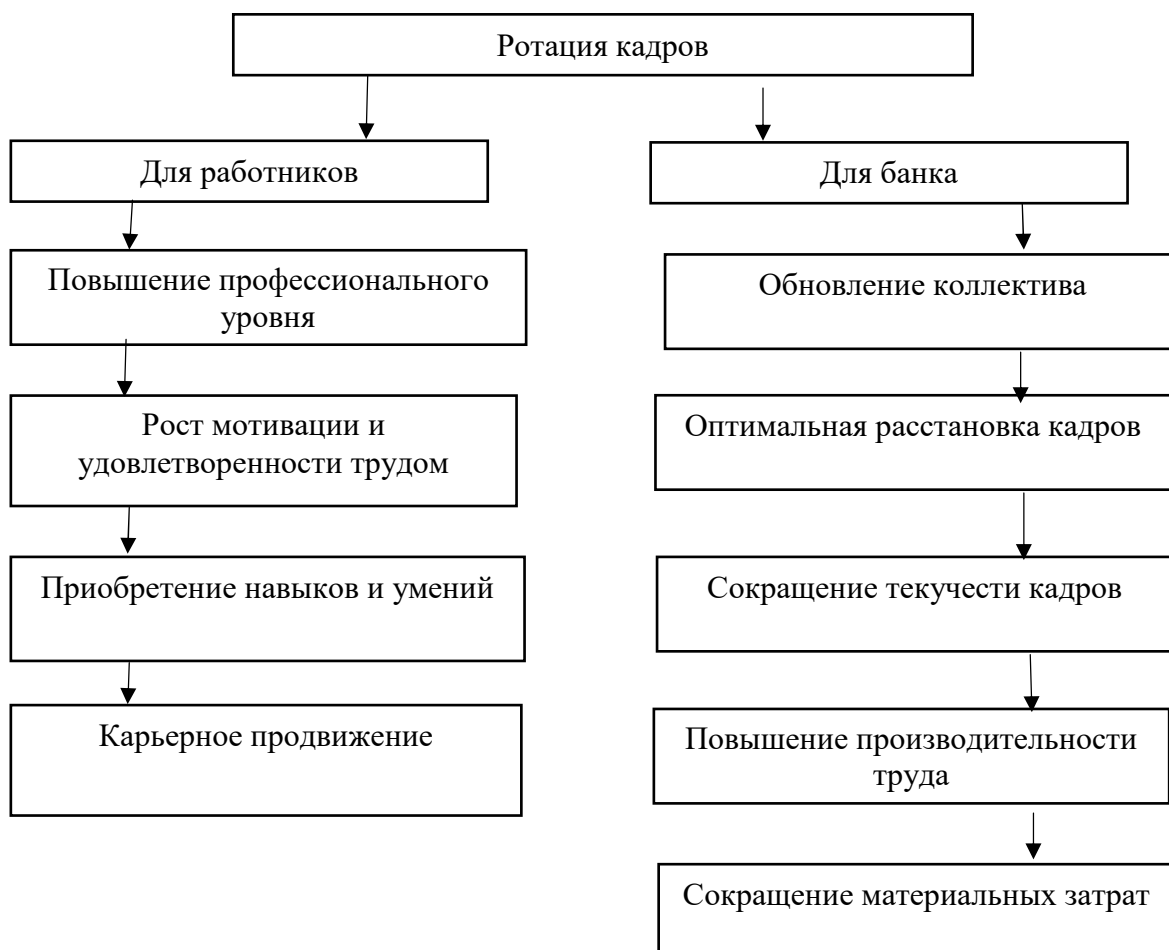 Ротация кадров
Для работников
Для банка
Повышение профессионального
уровня
Обновление коллектива
Рост мотивации и
удовлетворенности трудом
Оптимальная расстановка кадров
Приобретение навыков и умений
Сокращение текучести кадров
Карьерное продвижение
Повышение производительности
труда
Сокращение материальных затрат